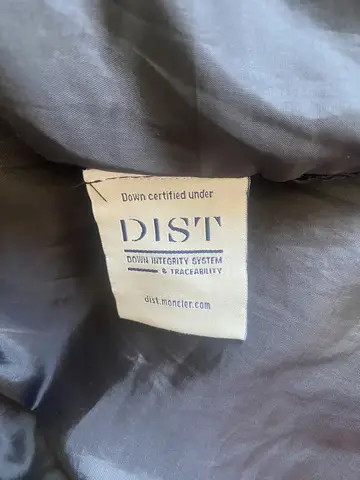 Down certified under
DIST
DOWN INTEGRITY SYSTEM
& TRACEABILITY
dist.moncler.com